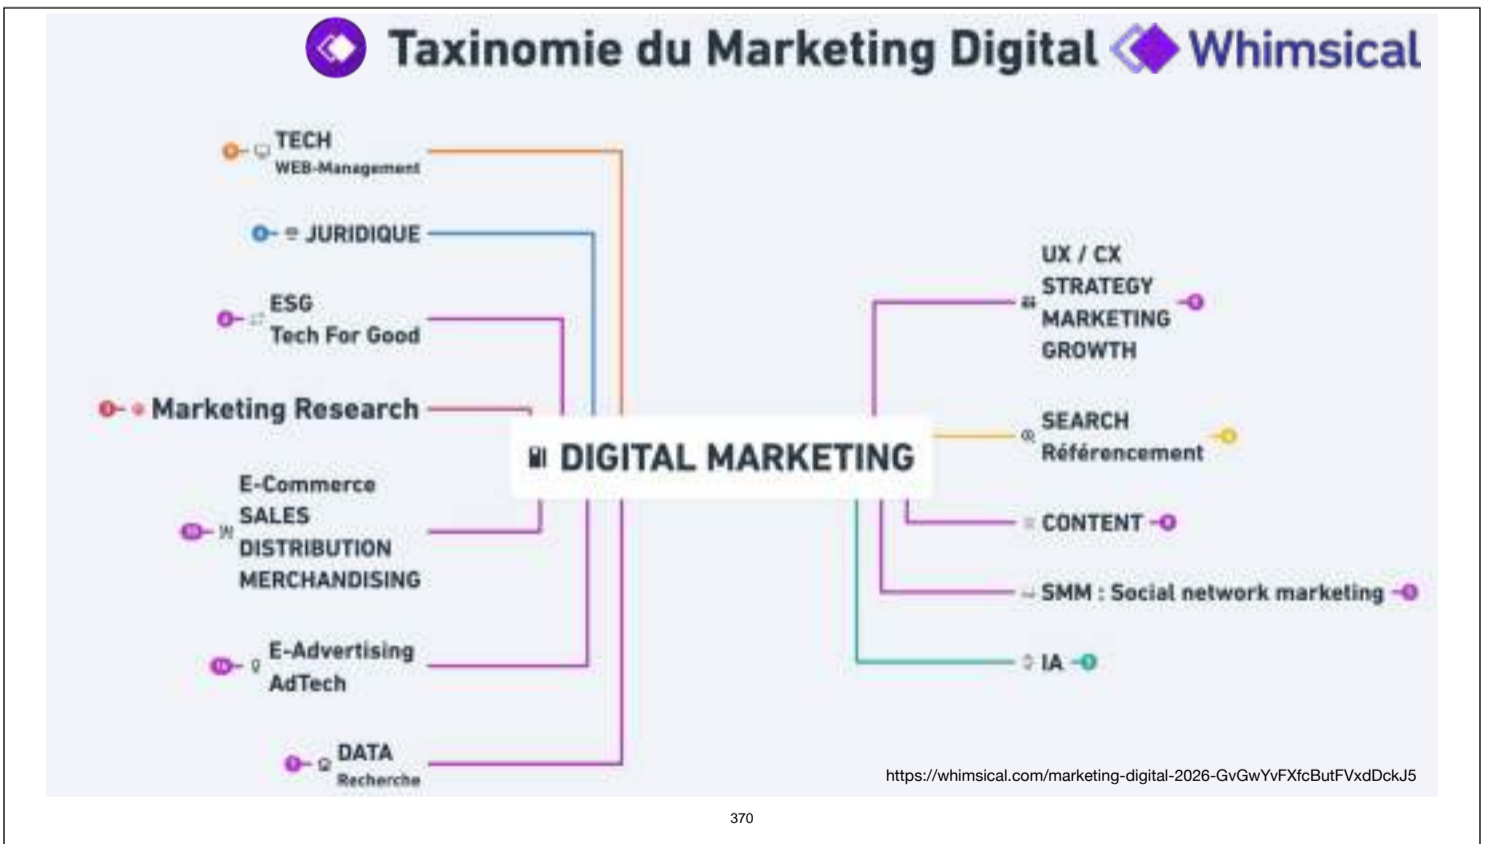 Taxinomie du Marketing Digital Whimsical
TECH
WEB-Management
JURIDIQUE
ESG
Tech For Good
Marketing Research
E-Commerce
SALES
DISTRIBUTION
MERCHANDISING
E-Advertising
AdTech
DATA
Recherche
DIGITAL MARKETING
UX / CX
STRATEGY
MARKETING
GROWTH
SEARCH
Référencement
CONTENT
SMM : Social network marketing
IA
https://whimsical.com/marketing-digital-2026-GvGwYvFXfcButFVxdDckJ5
370